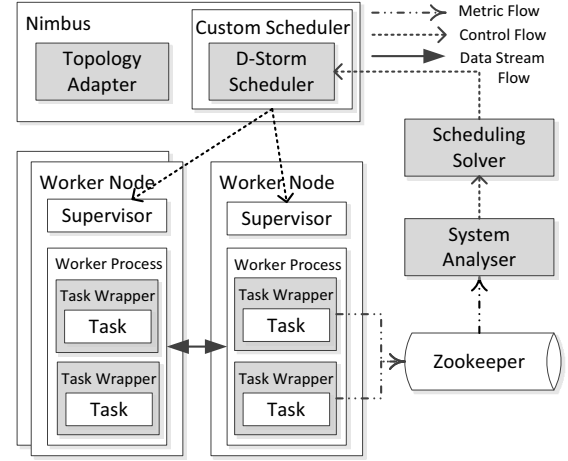 Nimbus
Topology
Adapter
Custom Scheduler
D-Storm
Scheduler
Metric Flow
Control Flow
Data Stream
Flow
Scheduling
Solver
System
Analyser
Zookeeper
Worker Node
Supervisor
Worker Process
Task Wrapper
Task
Task Wrapper
Task
Worker Node
Supervisor
Worker Process
Task Wrapper
Task
Task Wrapper
Task